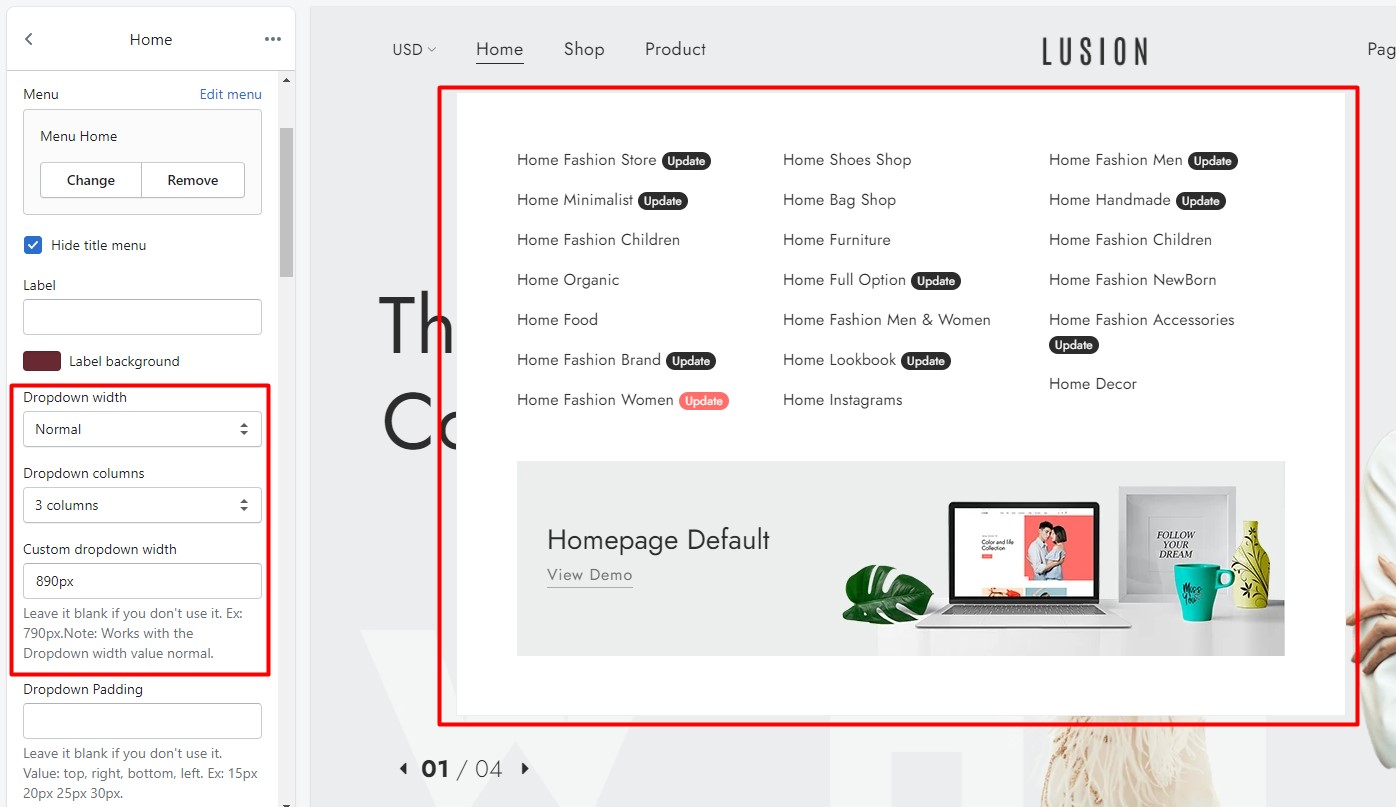 Home
Menu
Edit menu
Menu Home
Change
Remove
Hide title menu
Label
Label background
Dropdown width
Normal
Dropdown columns
3 columns
Custom dropdown width
890px
Leave it blank if you don't use it. Ex:
790px.Note: Works with the
Dropdown width value normal.
Dropdown Padding
Leave it blank if you don't use it.
Value: top, right, bottom, left. Ex: 15px
20px 25px 30px.
USD
Home
Shop
Product
LUSION
Pag
Home Fashion Store Update
Home Minimalist Update
Home Fashion Children
Home Organic
Home Food
Home Fashion Brand Update
Home Fashion Women Update
Home Shoes Shop
Home Bag Shop
Home Furniture
Home Full Option Update
Home Fashion Men & Women
Home Lookbook Update
Home Instagrams
Home Fashion Men Update
Home Handmade Update
Home Fashion Children
Home Fashion NewBorn
Home Fashion Accessories
Update
Home Decor
Th
Co
Homepage Default
View Demo
Color and life
Collection
FOLLOW
YOUR
DREAM
Miss
You
01 / 04